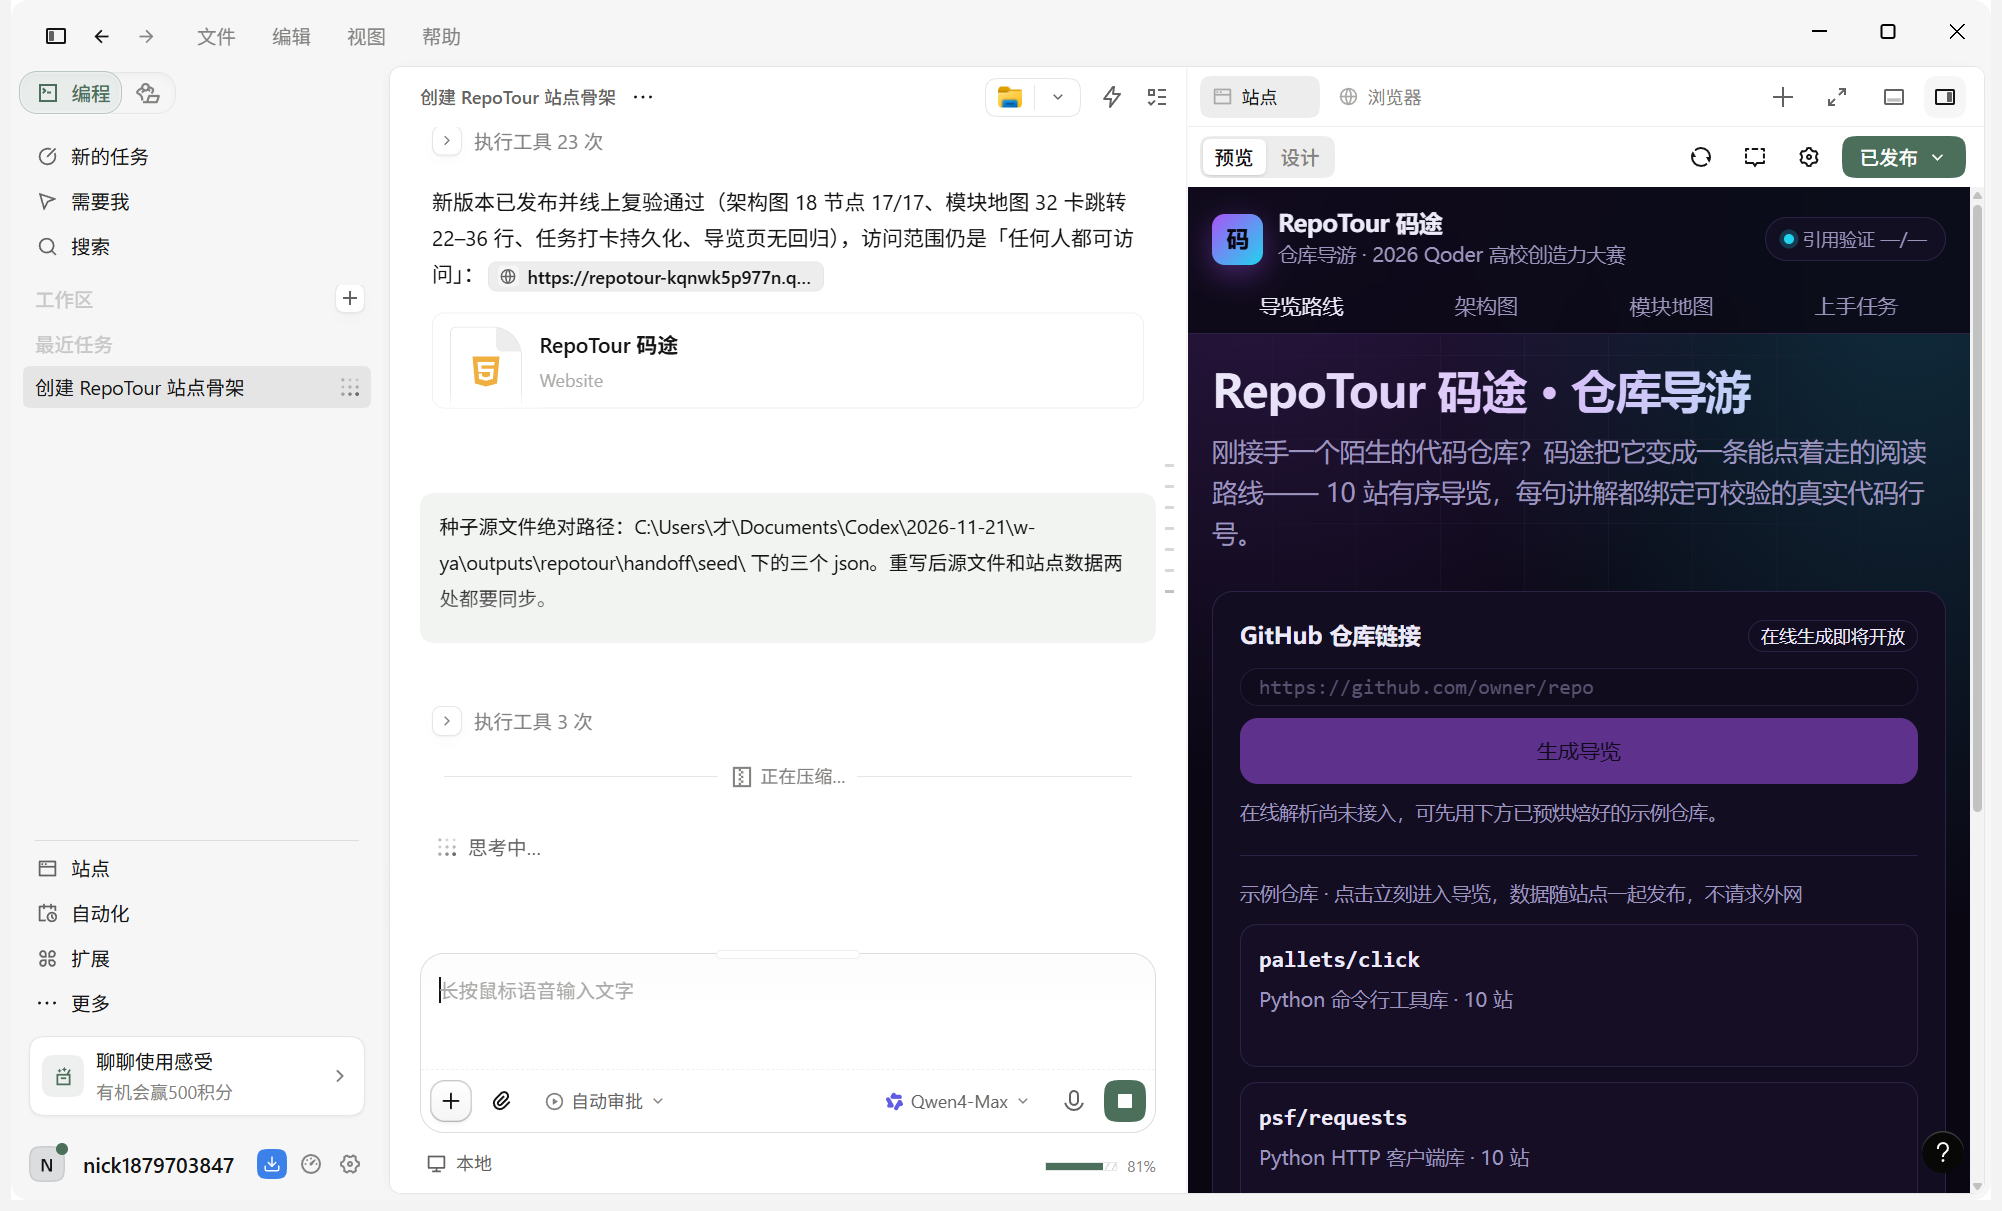 文件
编辑
视图
帮助
编程
新的任务
需要我
搜索
工作区
最近任务
创建 RepoTour 站点骨架
站点
自动化
扩展
更多
聊聊使用感受
有机会赢500积分
N
nick1879703847
创建 RepoTour 站点骨架
执行工具 23 次
新版本已发布并线上复验通过（架构图 18 节点 17/17、模块地图 32 卡跳转
22–36 行、任务打卡持久化、导览页无回归），访问范围仍是「任何人都可访
问」： https://repotour-kqnwk5p977n.q...
RepoTour 码途
Website
种子源文件绝对路径：C:\Users\才\Documents\Codex\2026-11-21\w-
ya\outputs\repotour\handoff\seed\ 下的三个 json。重写后源文件和站点数据两
处都要同步。
执行工具 3 次
正在压缩...
思考中...
长按鼠标语音输入文字
自动审批
Qwen4-Max
本地
81%
站点
浏览器
预览
设计
已发布
码
RepoTour 码途
仓库导游 · 2026 Qoder 高校创造力大赛
引用验证 —/—
导览路线
架构图
模块地图
上手任务
RepoTour 码途 • 仓库导游
刚接手一个陌生的代码仓库？码途把它变成一条能点着走的阅读
路线—— 10 站有序导览，每句讲解都绑定可校验的真实代码行
号。
GitHub 仓库链接
在线生成即将开放
https://github.com/owner/repo
生成导览
在线解析尚未接入，可先用下方已预烘焙好的示例仓库。
示例仓库 · 点击立刻进入导览，数据随站点一起发布，不请求外网
pallets/click
Python 命令行工具库 · 10 站
psf/requests
Python HTTP 客户端库 · 10 站
?